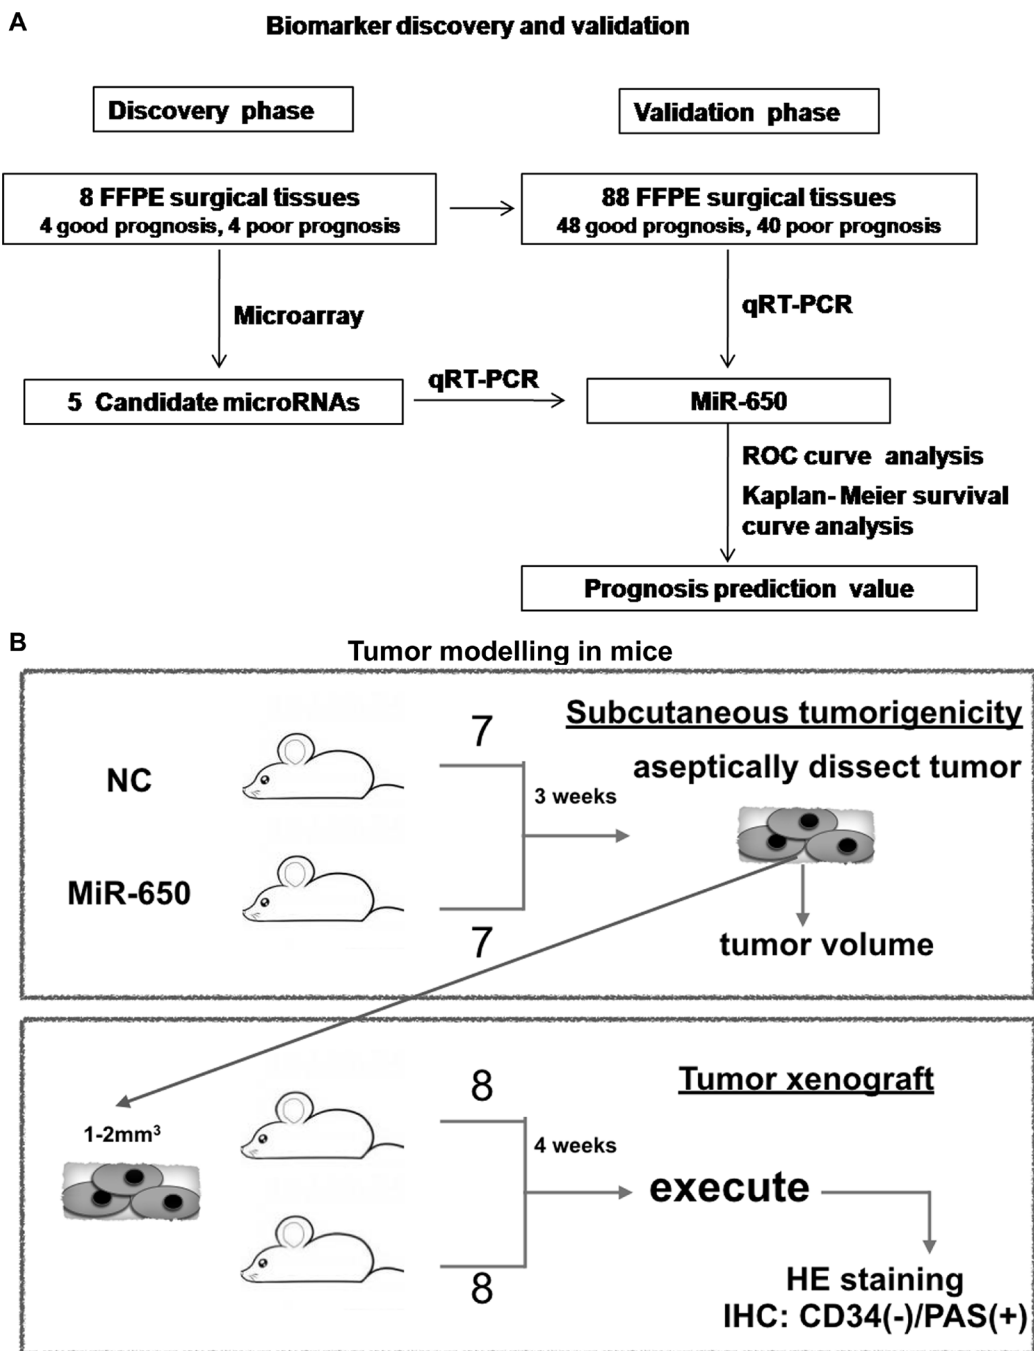 A
Biomarker discovery and validation
Discovery phase
Validation phase
8 FFPE surgical tissues
4 good prognosis, 4 poor prognosis
88 FFPE surgical tissues
48 good prognosis, 40 poor prognosis
Microarray
qRT-PCR
5 Candidate microRNAs
qRT-PCR
MiR-650
ROC curve analysis
Kaplan- Meier survival
curve analysis
Prognosis prediction value
B
Tumor modelling in mice
Subcutaneous tumorigenicity
NC
7
aseptically dissect tumor
3 weeks
MiR-650
7
tumor volume
Tumor xenograft
8
1-2mm³
4 weeks
execute
8
HE staining
IHC: CD34(-)/PAS(+)